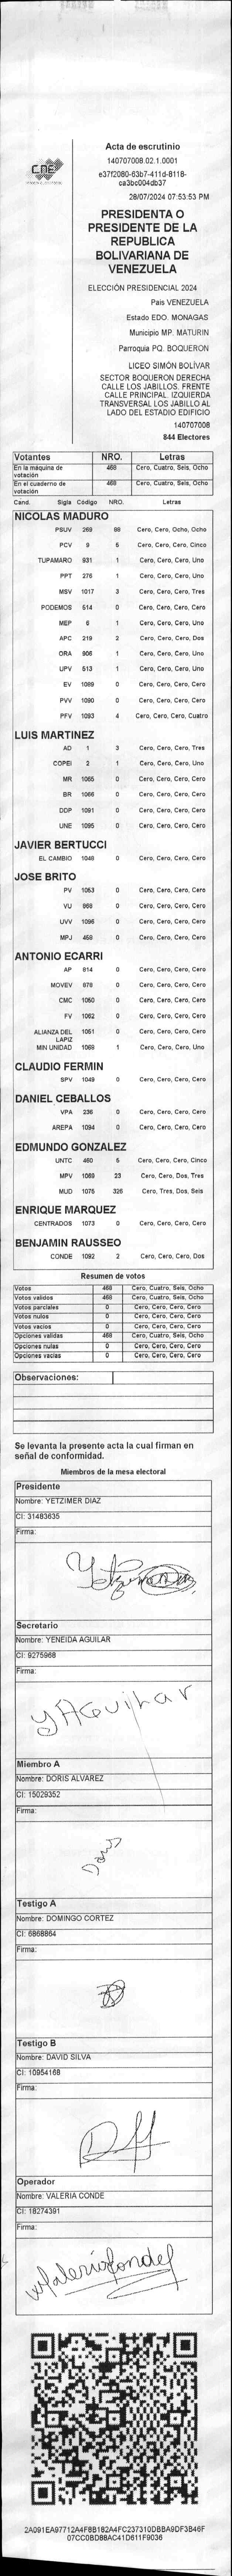 CNE
Acta de escrutinio
140707008.02.1.0001
e37f2080-63b7-411d-8118-
ca3bc004db37
28/07/2024 07:53:53 PM
PRESIDENTA O
PRESIDENTE DE LA
REPUBLICA
BOLIVARIANA DE
VENEZUELA
ELECCIÓN PRESIDENCIAL 2024
Pais VENEZUELA
Estado EDO. MONAGAS
Municipio MP. MATURIN
Parroquia PQ. BOQUERON
LICEO SIMÓN BOLÍVAR
SECTOR BOQUERON DERECHA
CALLE LOS JABILLOS. FRENTE
CALLE PRINCIPAL. IZQUIERDA
TRANSVERSAL LOS JABILLO AL
LADO DEL ESTADIO EDIFICIO
140707008
844 Electores
Votantes NRO. Letras
En la máquina de votación 468 Cero, Cuatro, Seis, Ocho
En el cuaderno de votación 468 Cero, Cuatro, Seis, Ocho
Cand. Sigla Código NRO. Letras
NICOLAS MADURO
PSUV 269 88 Cero, Cero, Ocho, Ocho
PCV 9 5 Cero, Cero, Cero, Cinco
TUPAMARO 931 1 Cero, Cero, Cero, Uno
PPT 276 1 Cero, Cero, Cero, Uno
MSV 1017 3 Cero, Cero, Cero, Tres
PODEMOS 514 0 Cero, Cero, Cero, Cero
MEP 6 1 Cero, Cero, Cero, Uno
APC 219 2 Cero, Cero, Cero, Dos
ORA 906 1 Cero, Cero, Cero, Uno
UPV 613 1 Cero, Cero, Cero, Uno
EV 1089 0 Cero, Cero, Cero, Cero
PVV 1090 0 Cero, Cero, Cero, Cero
PFV 1093 4 Cero, Cero, Cero, Cuatro
LUIS MARTINEZ
AD 1 3 Cero, Cero, Cero, Tres
COPEI 2 1 Cero, Cero, Cero, Uno
MR 1065 0 Cero, Cero, Cero, Cero
BR 1066 0 Cero, Cero, Cero, Cero
DDP 1091 0 Cero, Cero, Cero, Cero
UNE 1095 0 Cero, Cero, Cero, Cero
JAVIER BERTUCCI
EL CAMBIO 1048 0 Cero, Cero, Cero, Cero
JOSE BRITO
PV 1053 0 Cero, Cero, Cero, Cero
VU 868 0 Cero, Cero, Cero, Cero
UVV 1096 0 Cero, Cero, Cero, Cero
MPJ 458 0 Cero, Cero, Cero, Cero
ANTONIO ECARRI
AP 814 0 Cero, Cero, Cero, Cero
MOVEV 878 0 Cero, Cero, Cero, Cero
CMC 1050 0 Cero, Cero, Cero, Cero
FV 1062 0 Cero, Cero, Cero, Cero
ALIANZA DEL LAPIZ 1051 0 Cero, Cero, Cero, Cero
MIN UNIDAD 1068 1 Cero, Cero, Cero, Uno
CLAUDIO FERMIN
SPV 1049 0 Cero, Cero, Cero, Cero
DANIEL CEBALLOS
VPA 236 0 Cero, Cero, Cero, Cero
AREPA 1094 0 Cero, Cero, Cero, Cero
EDMUNDO GONZALEZ
UNTC 460 5 Cero, Cero, Cero, Cinco
MPV 1069 23 Cero, Cero, Dos, Tres
MUD 1075 326 Cero, Tres, Dos, Seis
ENRIQUE MARQUEZ
CENTRADOS 1073 0 Cero, Cero, Cero, Cero
BENJAMIN RAUSSEO
CONDE 1092 2 Cero, Cero, Cero, Dos
Resumen de votos
Votos 468 Cero, Cuatro, Seis, Ocho
Votos validos 468 Cero, Cuatro, Seis, Ocho
Votos parciales 0 Cero, Cero, Cero, Cero
Votos nulos 0 Cero, Cero, Cero, Cero
Votos vacios 0 Cero, Cero, Cero, Cero
Opciones validas 468 Cero, Cuatro, Seis, Ocho
Opciones nulas 0 Cero, Cero, Cero, Cero
Opciones vacias 0 Cero, Cero, Cero, Cero
Observaciones:
Se levanta la presente acta la cual firman en
señal de conformidad.
Miembros de la mesa electoral
Presidente
Nombre: YETZIMER DIAZ
CI: 31483635
Firma:
Secretario
Nombre: YENEIDA AGUILAR
CI: 9275968
Firma:
YAGuilar
Miembro A
Nombre: DORIS ALVAREZ
CI: 15029352
Firma:
Testigo A
Nombre: DOMINGO CORTEZ
CI: 6868864
Firma:
Testigo B
Nombre: DAVID SILVA
CI: 10954168
Firma:
Operador
Nombre: VALERIA CONDE
CI: 18274391
Firma:
2A091EA97712A4F8B182A4FC237310DBBA9DF3B46F
07CC0BD88AC41D611F9036